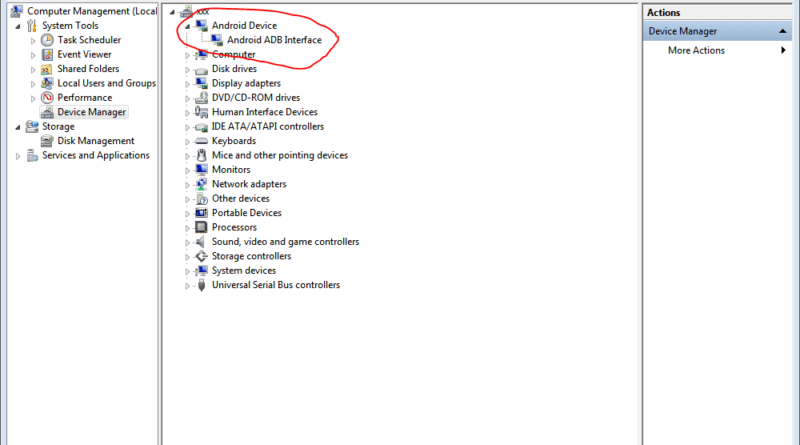 Computer Management (Local
System Tools
Task Scheduler
Event Viewer
Shared Folders
Local Users and Groups
Performance
Device Manager
Storage
Disk Management
Services and Applications
xxx
Android Device
Android ADB Interface
Computer
Disk drives
Display adapters
DVD/CD-ROM drives
Human Interface Devices
IDE ATA/ATAPI controllers
Keyboards
Mice and other pointing devices
Monitors
Network adapters
Other devices
Portable Devices
Processors
Sound, video and game controllers
Storage controllers
System devices
Universal Serial Bus controllers
Actions
Device Manager
More Actions